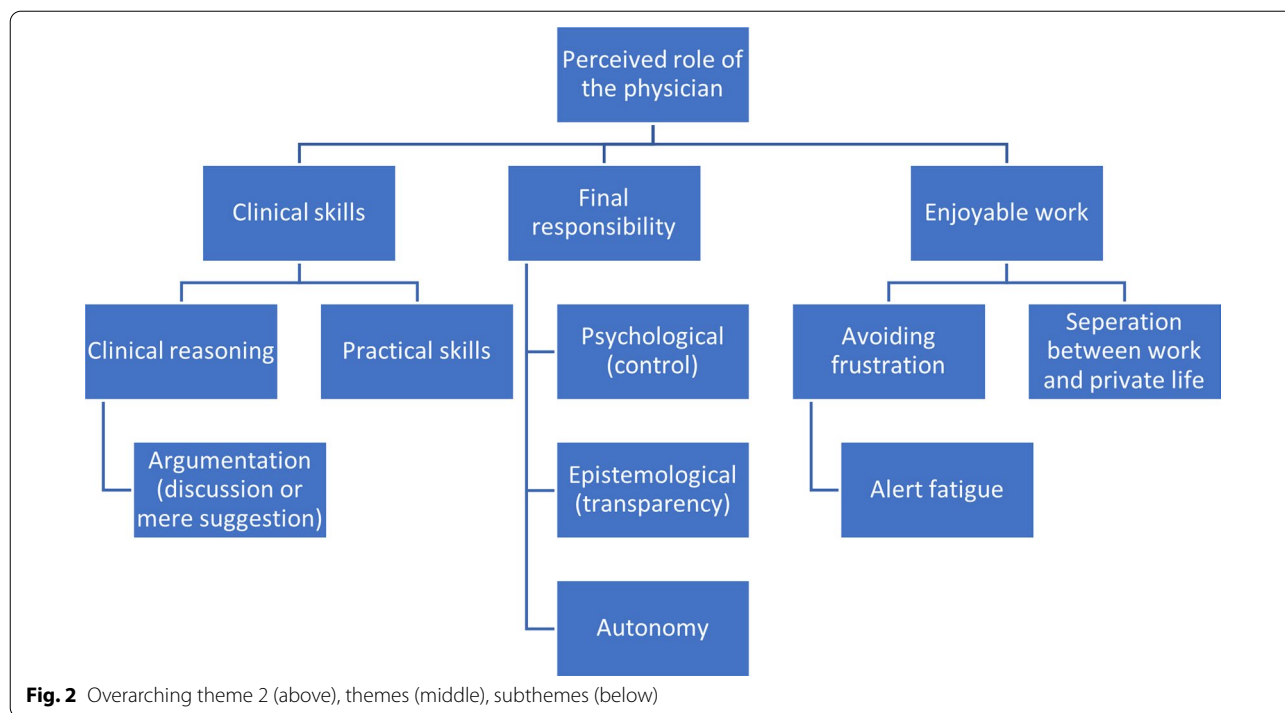 Perceived role
of the physician
Clinical skills
Final
responsibility
Enjoyable work
Clinical reasoning
Practical skills
Psychological
(control)
Avoiding
frustration
Seperation
between work
and private life
Argumentation
(discussion or
mere suggestion)
Epistemological
(transparency)
Alert fatigue
Autonomy
Fig. 2 Overarching theme 2 (above), themes (middle), subthemes (below)